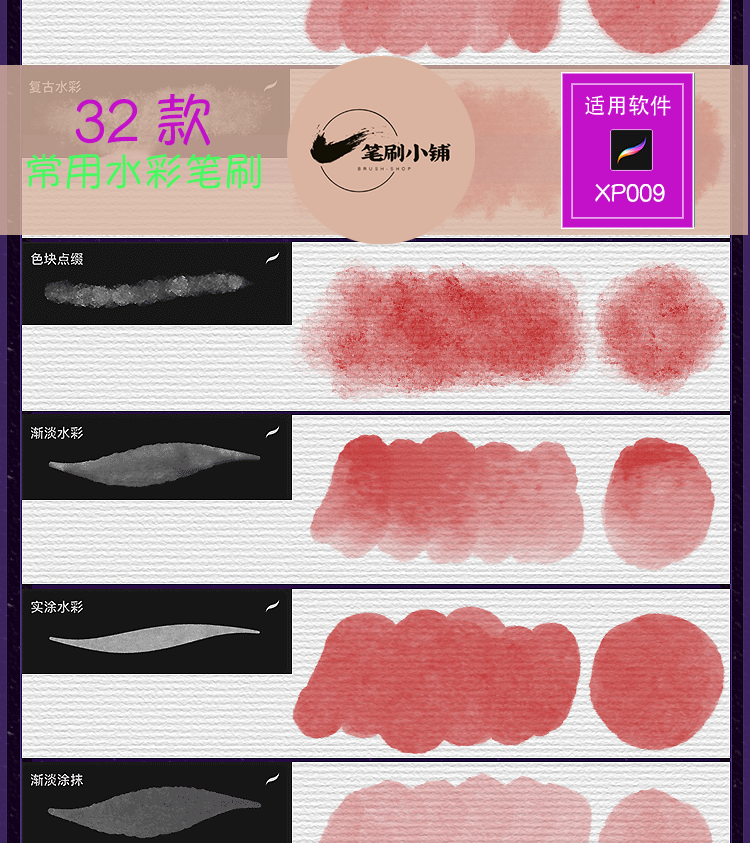 复古水彩
32 款
常用水彩笔刷
笔刷小铺
BRUSH-SHOP
适用软件
XP009
色块点缀
渐淡水彩
实涂水彩
渐淡涂抹